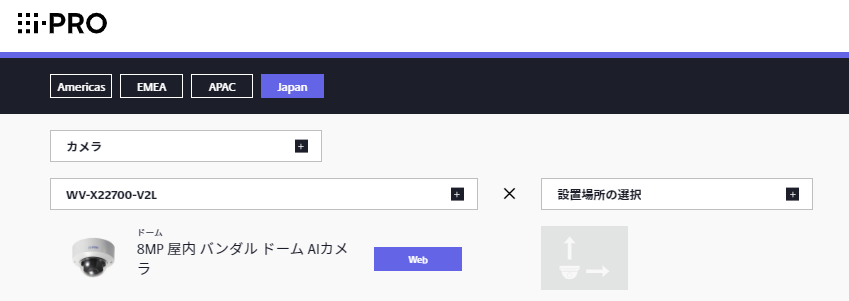 i-PRO
Americas
EMEA
APAC
Japan
カメラ
WV-X22700-V2L
設置場所の選択
ドーム
8MP 屋内 バンダル ドーム AIカメ
ラ
Web